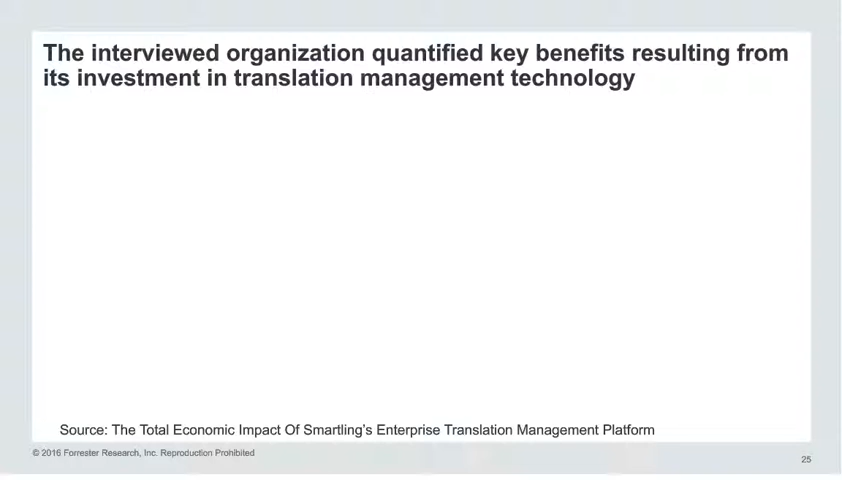 The interviewed organization quantified key benefits resulting from
its investment in translation management technology
Source: The Total Economic Impact Of Smartling’s Enterprise Translation Management Platform
© 2016 Forrester Research, Inc. Reproduction Prohibited
25